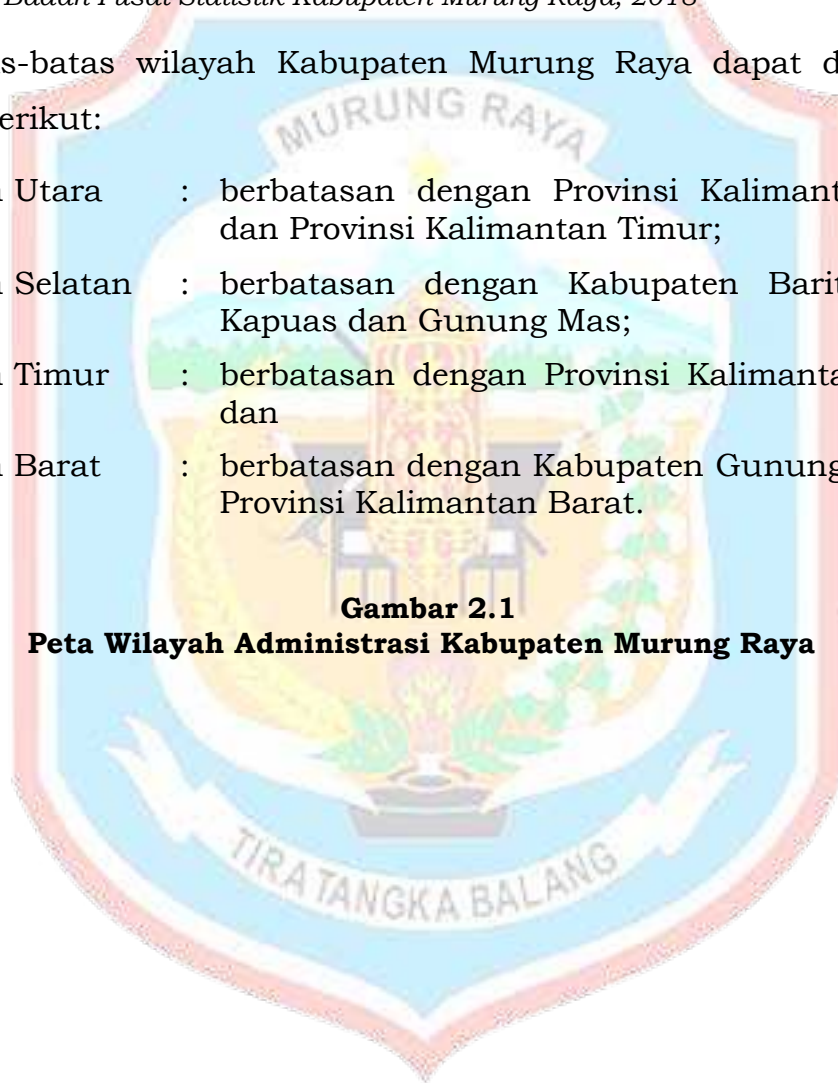 Badan Pusat Statistik Kabupaten Murung Raya, 2018
s-batas wilayah Kabupaten Murung Raya dapat d
erikut:
MURUNG RAYA
Utara : berbatasan dengan Provinsi Kalimant
dan Provinsi Kalimantan Timur;
Selatan : berbatasan dengan Kabupaten Barit
Kapuas dan Gunung Mas;
Timur : berbatasan dengan Provinsi Kalimanta
dan
Barat : berbatasan dengan Kabupaten Gunung
Provinsi Kalimantan Barat.
Gambar 2.1
Peta Wilayah Administrasi Kabupaten Murung Raya
TIRA TANGKA BALANG